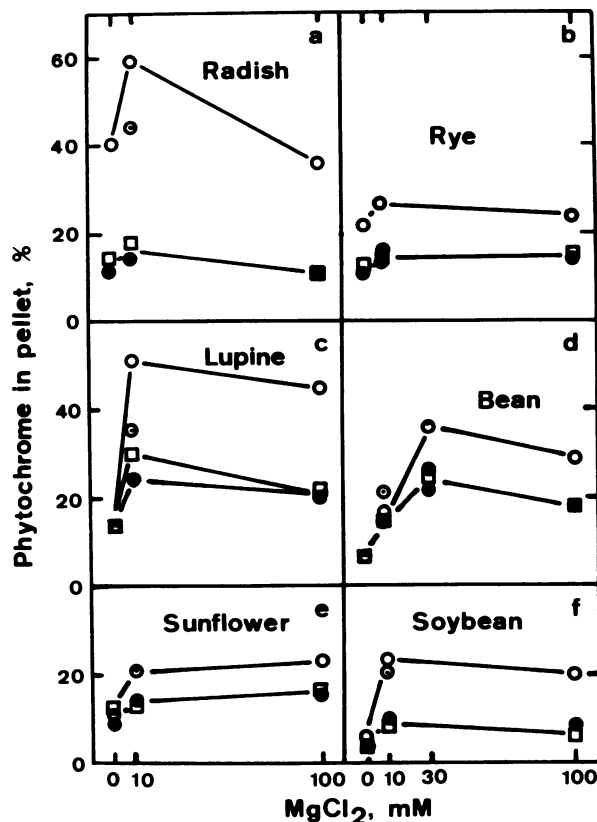 a
b
60
Radish
Rye
40
20
0
c
d
Lupine
Bean
40
20
0
e
f
Sunflower
Soybean
20
0
0 10 100
0 10 30 100
Phytochrome in pellet, %
MgCl2, mM